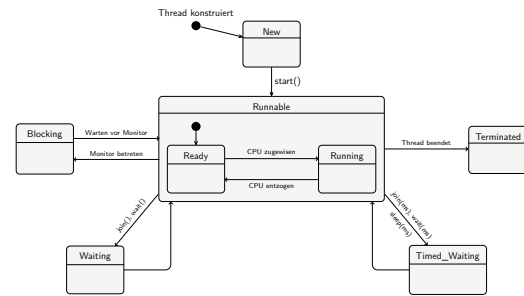 Thread konstruiert
New
start()
Runnable
Blocking
Warten vor Monitor
Monitor betreten
Ready
CPU zugewisen
CPU entzogen
Running
Thread beendet
Terminated
join(), wait()
join(ms), wait(ms)
sleep(ms)
Waiting
Timed_Waiting